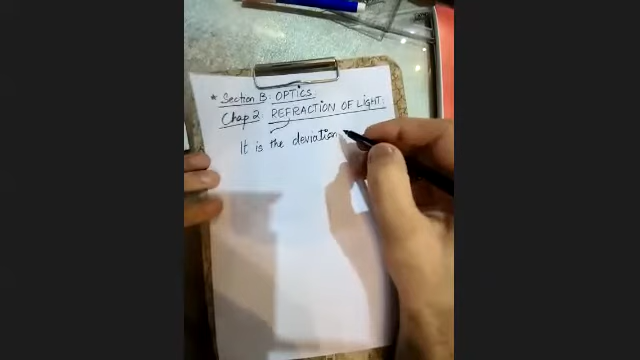 * Section B: OPTICS
Chap 2: REFRACTION OF LIGHT:
It is the deviation